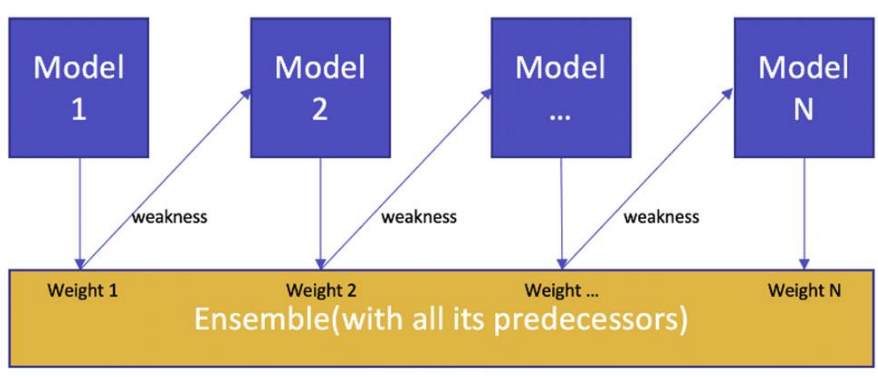 Model
1
Model
2
Model
...
Model
N
weakness
weakness
weakness
Weight 1
Weight 2
Weight ...
Weight N
Ensemble(with all its predecessors)